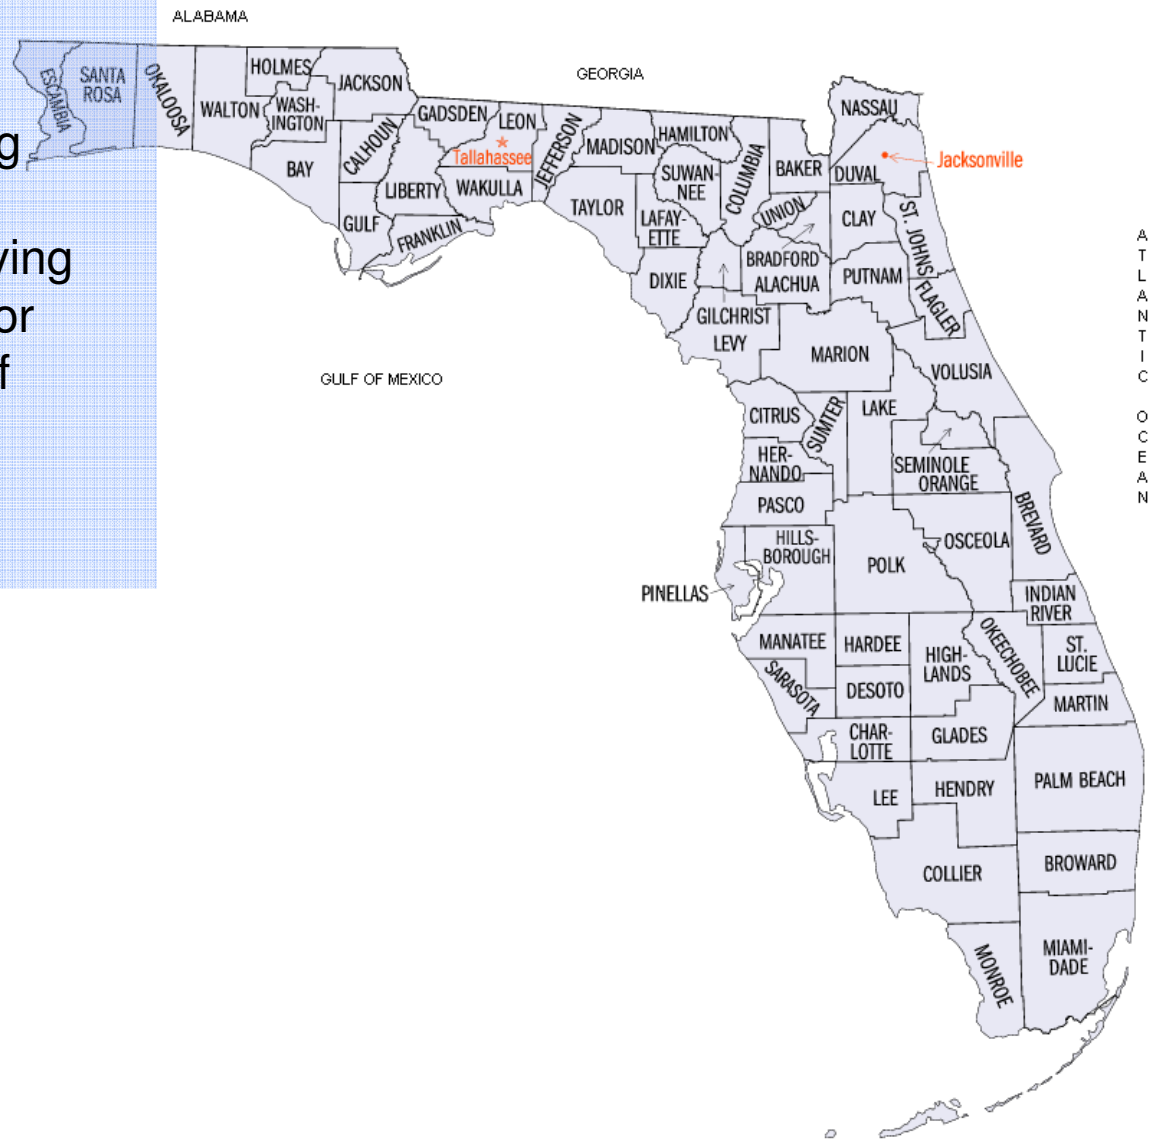 ALABAMA
GEORGIA
g
ying
or
f
ESCAMBIA
SANTA
ROSA
OKALOOSA
WALTON
HOLMES
WASH-
INGTON
JACKSON
BAY
CALHOUN
GULF
GADSDEN
LIBERTY
FRANKLIN
LEON
Tallahassee
WAKULLA
JEFFERSON
MADISON
TAYLOR
HAMILTON
SUWAN-
NEE
LAFAY-
ETTE
DIXIE
COLUMBIA
BAKER
UNION
BRADFORD
ALACHUA
GILCHRIST
LEVY
NASSAU
DUVAL
Jacksonville
CLAY
ST. JOHNS
PUTNAM
FLAGLER
MARION
VOLUSIA
GULF OF MEXICO
ATLANTIC OCEAN
CITRUS
SUMTER
LAKE
HER-
NANDO
SEMINOLE
ORANGE
PASCO
BREVARD
HILLS-
BOROUGH
POLK
OSCEOLA
PINELLAS
INDIAN
RIVER
MANATEE
HARDEE
HIGH-
LANDS
OKEECHOBEE
ST.
LUCIE
SARASOTA
DESOTO
MARTIN
CHAR-
LOTTE
GLADES
LEE
HENDRY
PALM BEACH
COLLIER
BROWARD
MONROE
MIAMI-
DADE